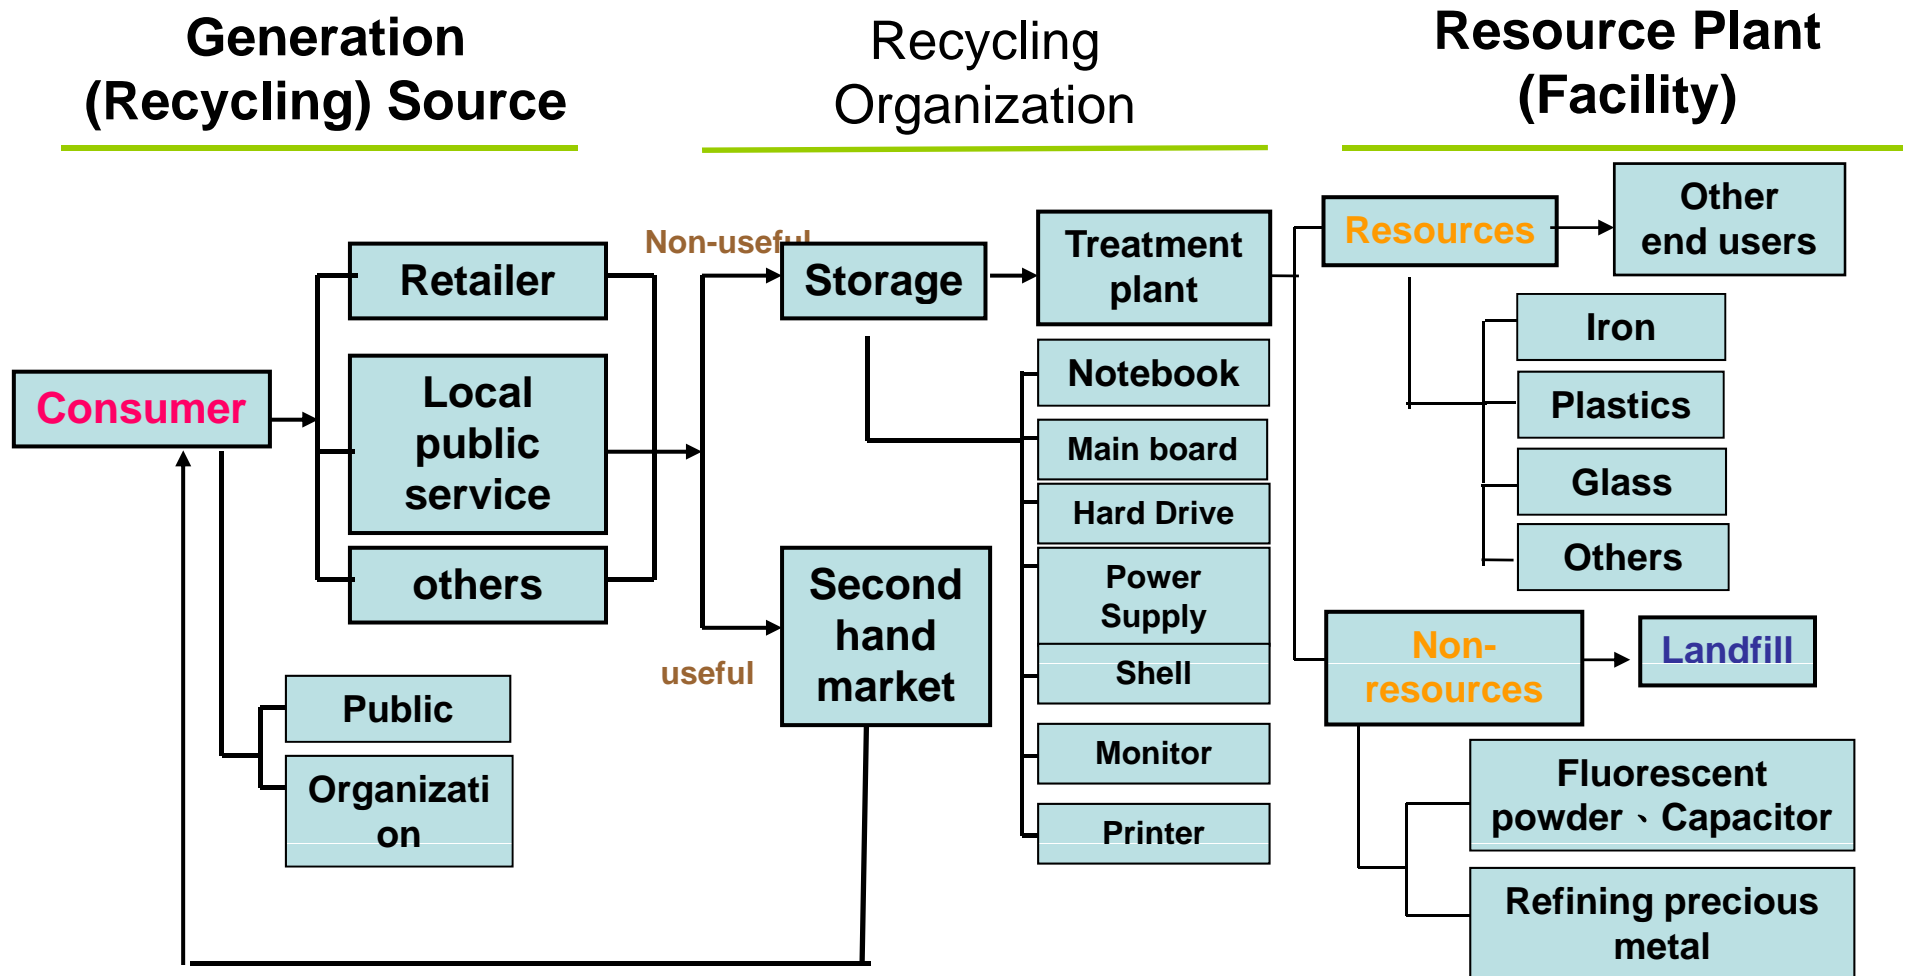 Generation
(Recycling) Source
Recycling
Organization
Resource Plant
(Facility)
Consumer
Public
Organizati
on
Retailer
Local
public
service
others
Non-useful
useful
Storage
Second
hand
market
Treatment
plant
Notebook
Main board
Hard Drive
Power
Supply
Shell
Monitor
Printer
Resources
Other
end users
Iron
Plastics
Glass
Others
Non-
resources
Landfill
Fluorescent
powder、Capacitor
Refining precious
metal